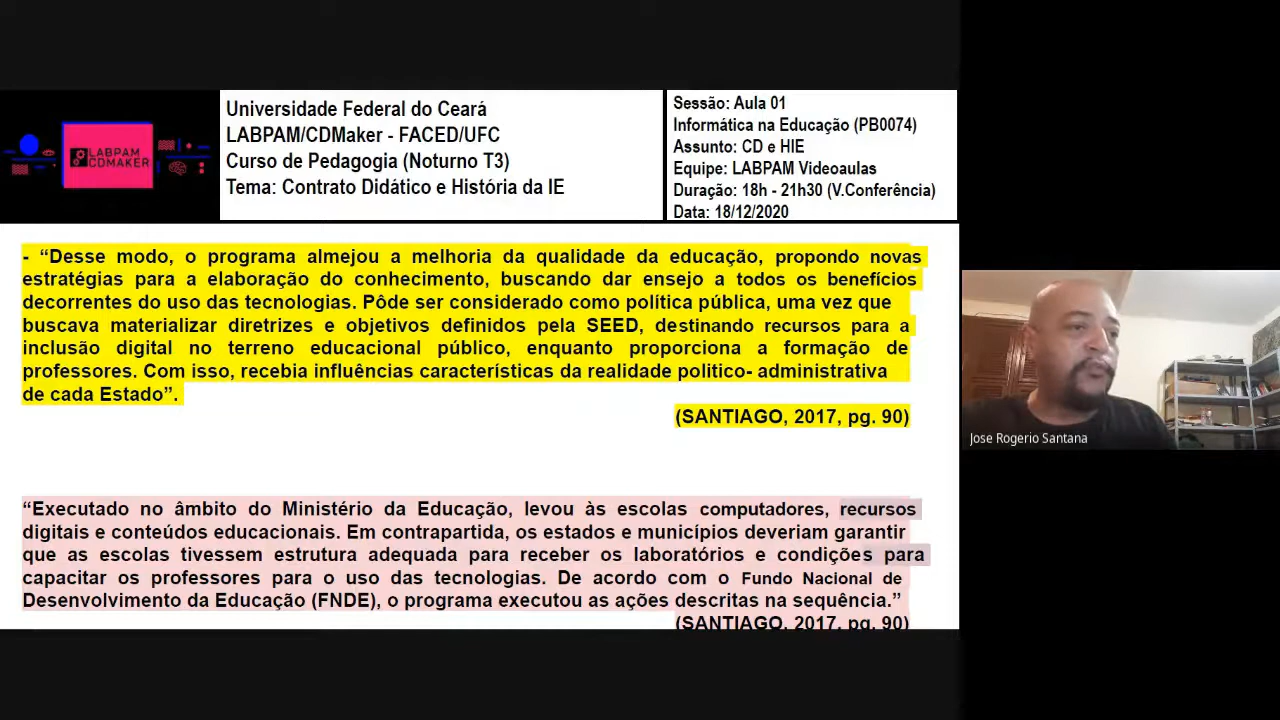 LABPAM
CDMAKER
Universidade Federal do Ceará
LABPAM/CDMaker - FACED/UFC
Curso de Pedagogia (Noturno T3)
Tema: Contrato Didático e História da IE
Sessão: Aula 01
Informática na Educação (PB0074)
Assunto: CD e HIE
Equipe: LABPAM Videoaulas
Duração: 18h - 21h30 (V.Conferência)
Data: 18/12/2020
- “Desse modo, o programa almejou a melhoria da qualidade da educação, propondo novas
estratégias para a elaboração do conhecimento, buscando dar ensejo a todos os benefícios
decorrentes do uso das tecnologias. Pôde ser considerado como política pública, uma vez que
buscava materializar diretrizes e objetivos definidos pela SEED, destinando recursos para a
inclusão digital no terreno educacional público, enquanto proporciona a formação de
professores. Com isso, recebia influências características da realidade politico- administrativa
de cada Estado”.
(SANTIAGO, 2017, pg. 90)
“Executado no âmbito do Ministério da Educação, levou às escolas computadores, recursos
digitais e conteúdos educacionais. Em contrapartida, os estados e municípios deveriam garantir
que as escolas tivessem estrutura adequada para receber os laboratórios e condições para
capacitar os professores para o uso das tecnologias. De acordo com o Fundo Nacional de
Desenvolvimento da Educação (FNDE), o programa executou as ações descritas na sequência.”
(SANTIAGO, 2017, pg. 90)
Jose Rogerio Santana